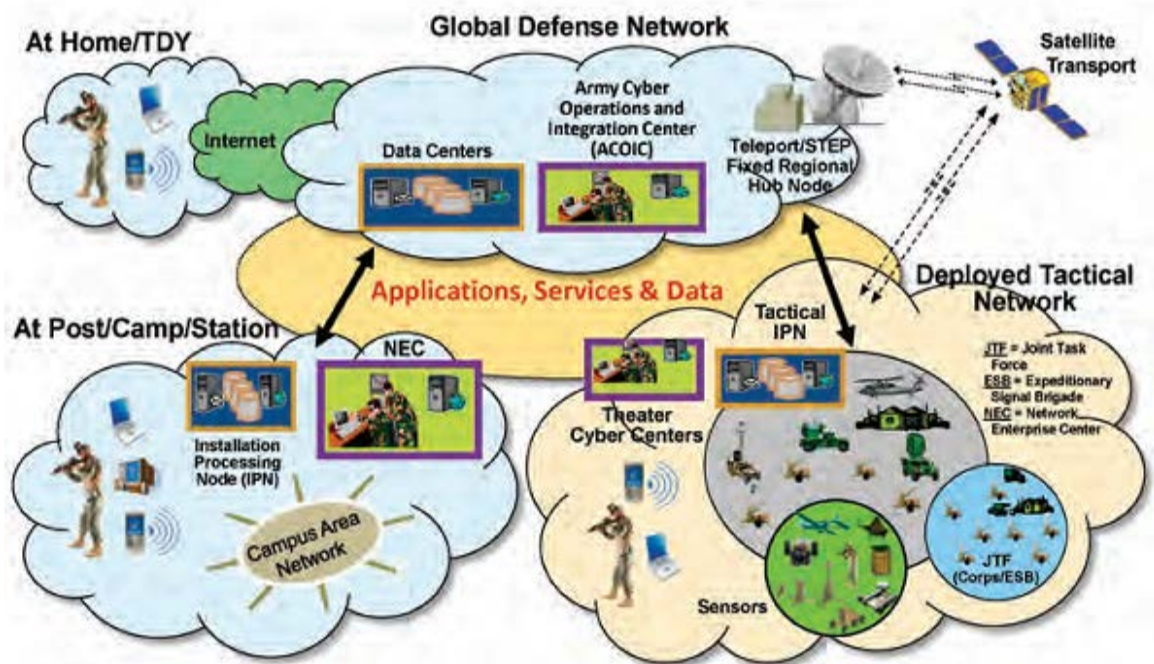 At Home/TDY
Global Defense Network
Satellite
Transport
Internet
Data Centers
Army Cyber
Operations and
Integration Center
(ACOIC)
Teleport/STEP
Fixed Regional
Hub Node
Applications, Services & Data
Deployed Tactical
Network
At Post/Camp/Station
NEC
Installation
Processing
Node (IPN)
Campus Area
Network
Tactical
IPN
Theater
Cyber Centers
JTF = Joint Task
Force
ESB = Expeditionary
Signal Brigade
NEC = Network
Enterprise Center
Sensors
JTF
(Corps/ESB)